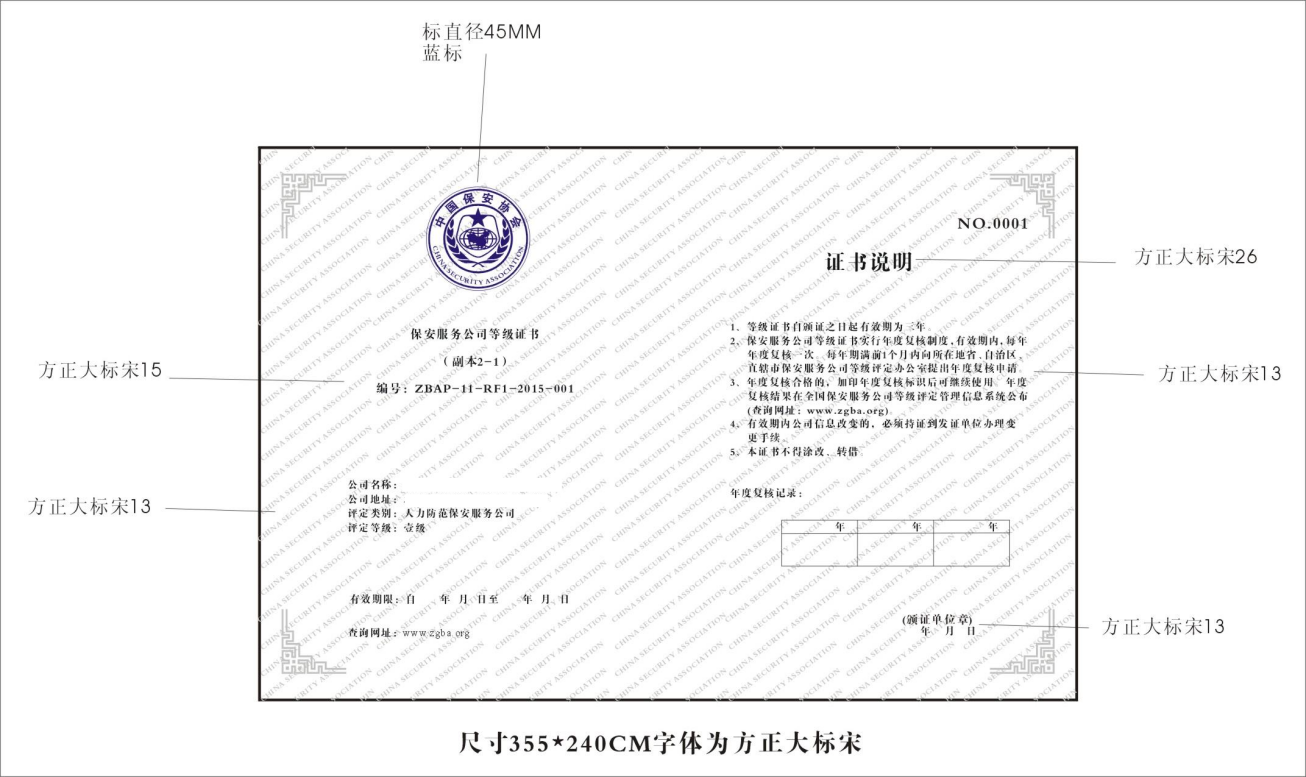 标直径45MM
蓝标
中国保安协会
CHINA SECURITY ASSOCIATION
NO.0001
证书说明
方正大标宋26
保安服务公司等级证书
(副本2-1)
编号: ZBAP-11-RF1-2015-001
方正大标宋15
1、等级证书自颁证之日起有效期为三年。
2、保安服务公司等级证书实行年度复核制度,有效期内,每年
年度复核一次。每年期满前1个月内向所在地省、自治区、
直辖市保安服务公司等级评定办公室提出年度复核申请。
3、年度复核合格的,加印年度复核标识后可继续使用。年度
复核结果在全国保安服务公司等级评定管理信息系统公布
(查询网址: www.zgba.org)
4、有效期内公司信息改变的,必须持证到发证单位办理变
更手续。
5、本证书不得涂改、转借。
方正大标宋13
公司名称:
公司地址:
评定类别: 人力防范保安服务公司
评定等级: 壹级
方正大标宋13
年度复核记录:
年 年 年
有效期限: 自 年 月 日至 年 月 日
查询网址: www.zgba.org
(颁证单位章)
年 月 日
方正大标宋13
尺寸355*240CM字体为方正大标宋